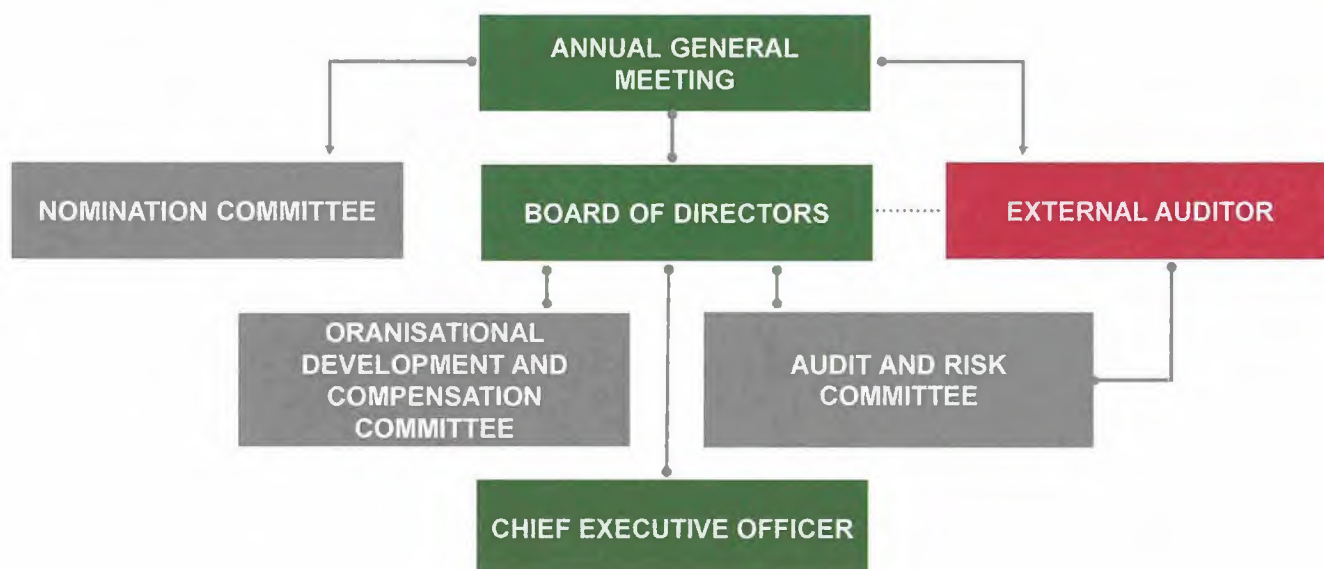 ANNUAL GENERAL
MEETING
NOMINATION COMMITTEE
BOARD OF DIRECTORS
EXTERNAL AUDITOR
ORANISATIONAL
DEVELOPMENT AND
COMPENSATION
COMMITTEE
AUDIT AND RISK
COMMITTEE
CHIEF EXECUTIVE OFFICER